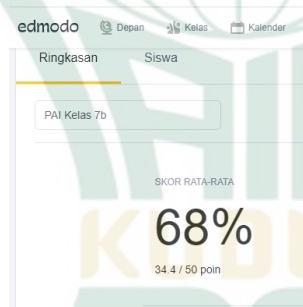 edmodo Depan Kelas Kalender
Ringkasan Siswa
PAI Kelas 7b
SKOR RATA-RATA
68%
34.4 / 50 poin